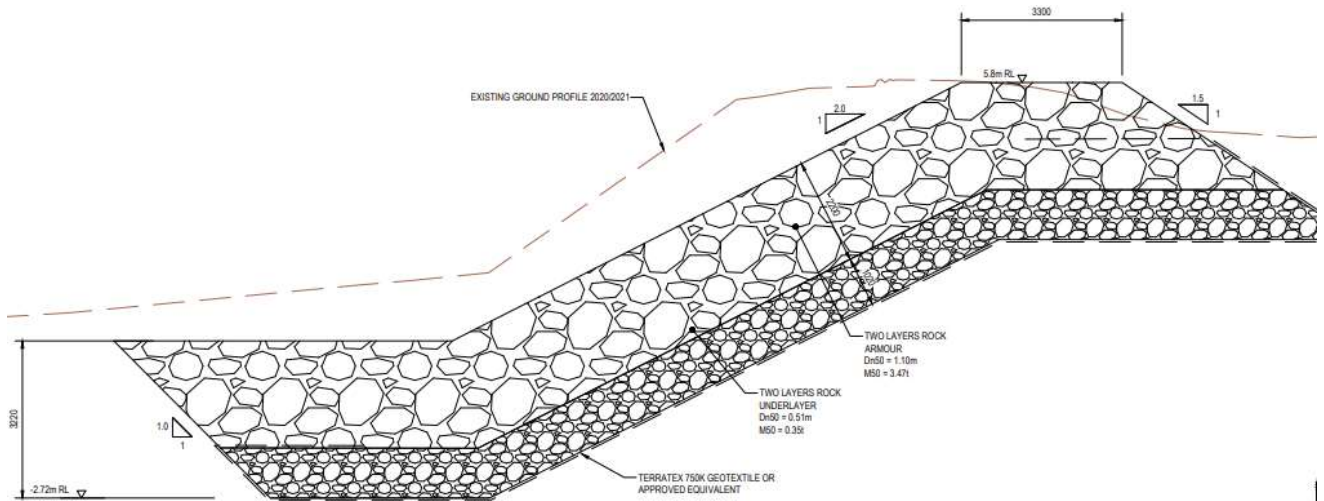 3300
5.8m RL
EXISTING GROUND PROFILE 2020/2021
2.0
1
1.5
1
2200
1020
TWO LAYERS ROCK
ARMOUR
Dn50 = 1.10m
M50 = 3.47t
TWO LAYERS ROCK
UNDERLAYER
Dn50 = 0.51m
M50 = 0.35t
3220
1.0
1
TERRATEX 750K GEOTEXTILE OR
APPROVED EQUIVALENT
-2.72m RL